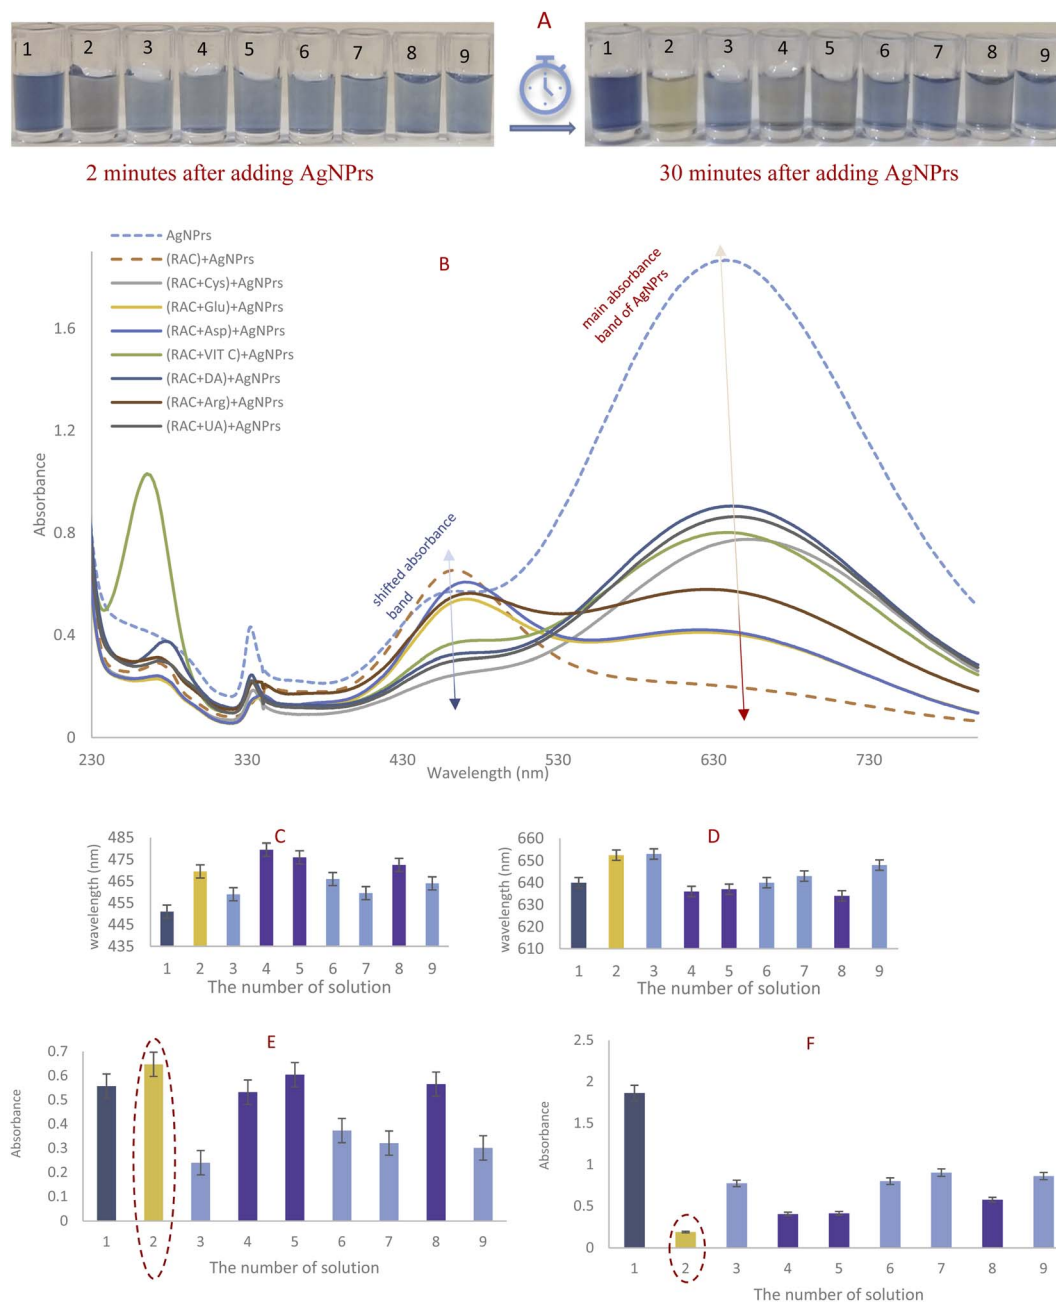 A
1 2 3 4 5 6 7 8 9
1 2 3 4 5 6 7 8 9
2 minutes after adding AgNPrs
30 minutes after adding AgNPrs
B
AgNPrs
(RAC)+AgNPrs
(RAC+Cys)+AgNPrs
(RAC+Glu)+AgNPrs
(RAC+Asp)+AgNPrs
(RAC+VIT C)+AgNPrs
(RAC+DA)+AgNPrs
(RAC+Arg)+AgNPrs
(RAC+UA)+AgNPrs
main absorbance
band of AgNPrs
shifted absorbance
band
Absorbance
1.6
1.2
0.8
0.4
0
230 330 430 530 630 730
Wavelength (nm)
C
wavelength (nm)
485
475
465
455
445
435
1 2 3 4 5 6 7 8 9
The number of solution
D
wavelength (nm)
660
650
640
630
620
610
1 2 3 4 5 6 7 8 9
The number of solution
E
Absorbance
0.7
0.6
0.5
0.4
0.3
0.2
0.1
0
1 2 3 4 5 6 7 8 9
The number of solution
F
Absorbance
2.5
2
1.5
1
0.5
0
1 2 3 4 5 6 7 8 9
The number of solution